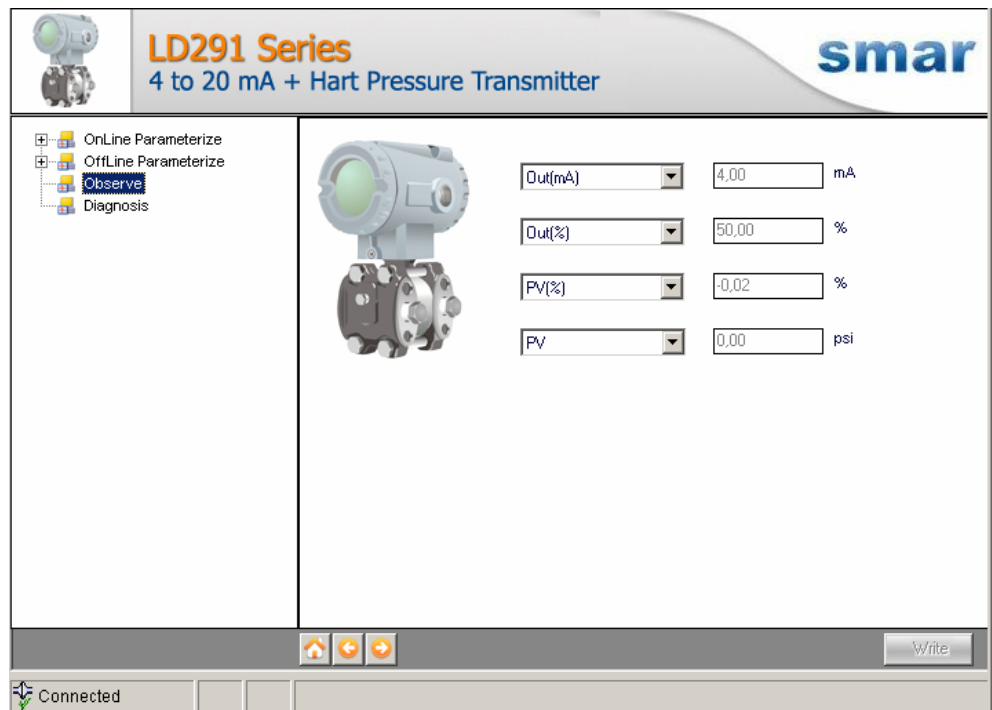 LD291 Series
4 to 20 mA + Hart Pressure Transmitter
smar
OnLine Parameterize
OffLine Parameterize
Observe
Diagnosis
Out(mA) 4,00 mA
Out(%) 50,00 %
PV(%) -0,02 %
PV 0,00 psi
Write
Connected